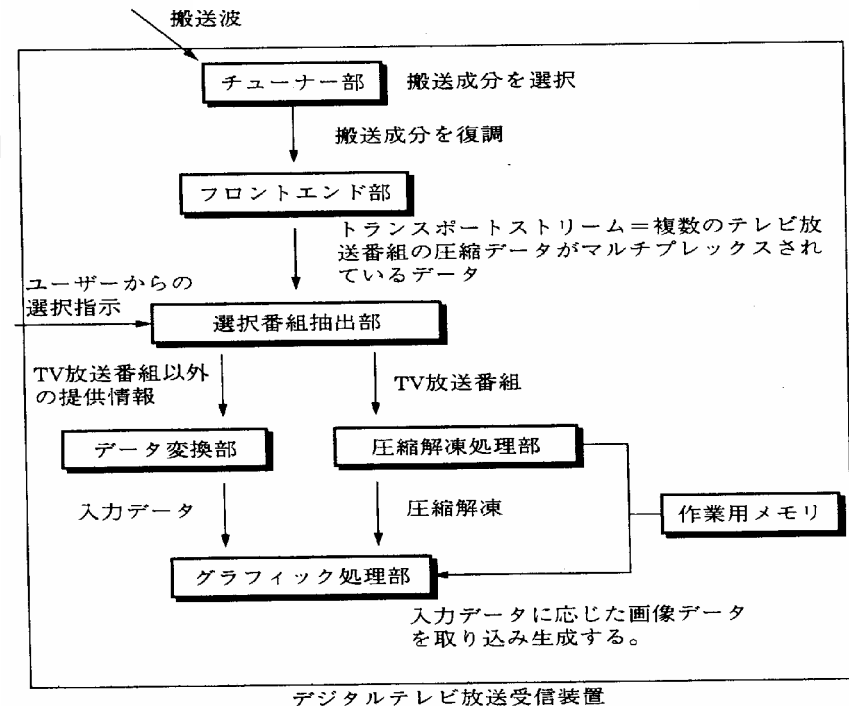 搬送波
チューナー部
搬送成分を選択
搬送成分を復調
フロントエンド部
トランスポートストリーム＝複数のテレビ放
送番組の圧縮データがマルチプレックスされ
ているデータ
ユーザーからの
選択指示
選択番組抽出部
TV放送番組以外
の提供情報
TV放送番組
データ変換部
圧縮解凍処理部
入力データ
圧縮解凍
作業用メモリ
グラフィック処理部
入力データに応じた画像データ
を取り込み生成する。
デジタルテレビ放送受信装置